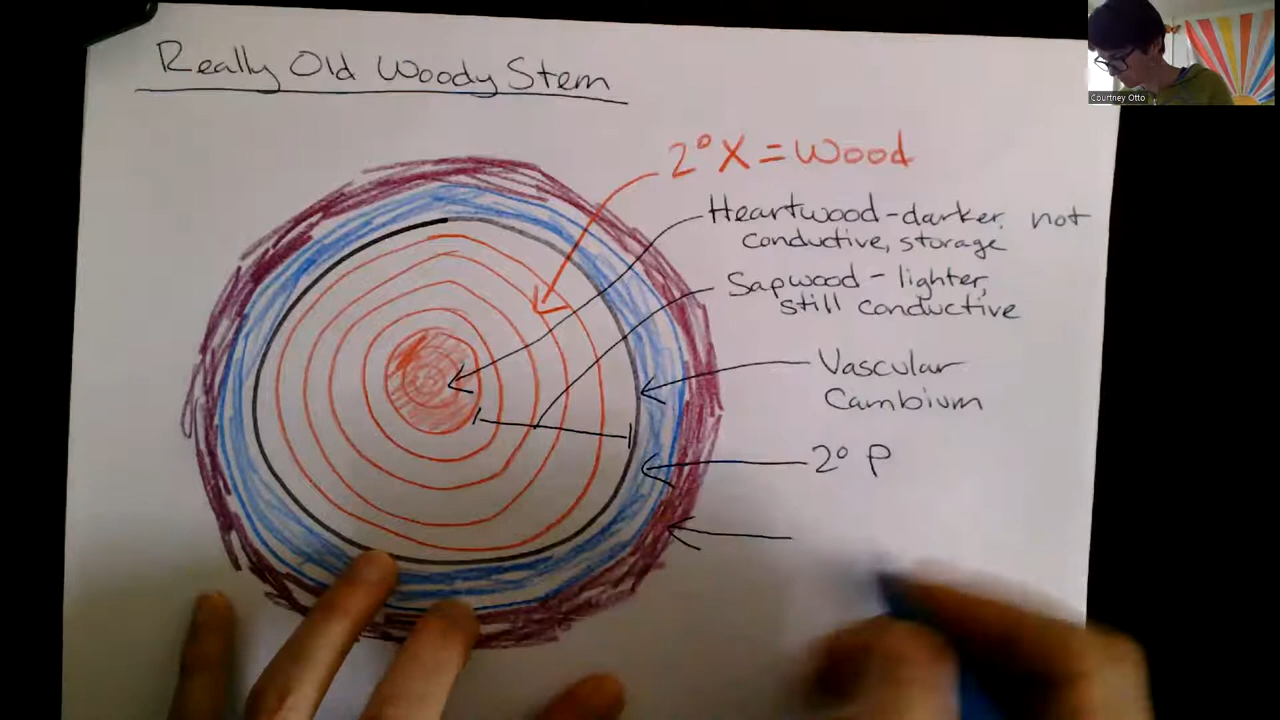 Really Old Woody Stem
2° X = Wood
Heartwood - darker, not
conductive, storage
Sapwood - lighter,
still conductive
Vascular
Cambium
2° P
Courtney Otto